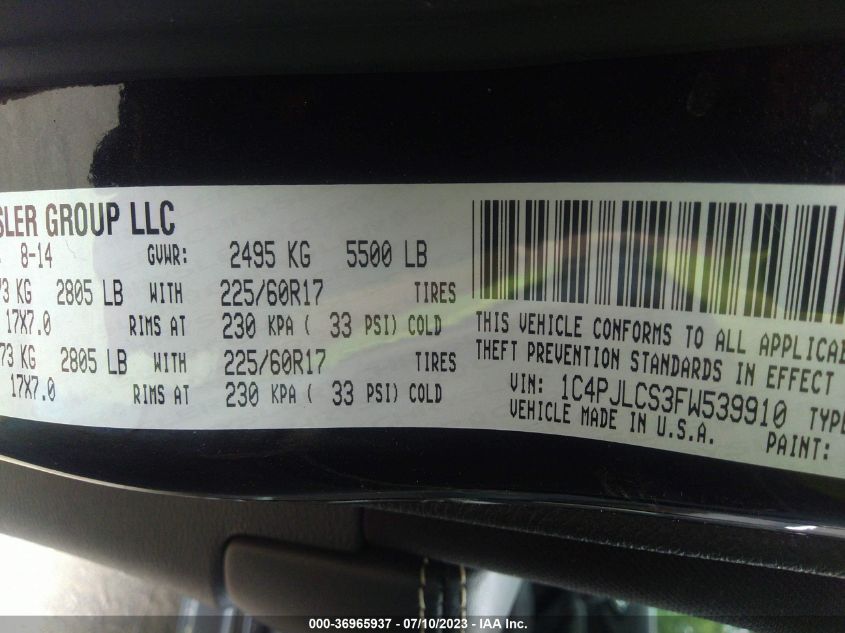 SLER GROUP LLC
8-14 GVWR: 2495 KG 5500 LB
73 KG 2805 LB WITH 225/60R17 TIRES
17X7.0 RIMS AT 230 KPA ( 33 PSI) COLD
73 KG 2805 LB WITH 225/60R17 TIRES
17X7.0 RIMS AT 230 KPA ( 33 PSI) COLD
THIS VEHICLE CONFORMS TO ALL APPLICAB
THEFT PREVENTION STANDARDS IN EFFECT
VIN: 1C4PJLCS3FW539910 TYPE
VEHICLE MADE IN U.S.A. PAINT:
000-36965937 - 07/10/2023 - © IAA Inc.